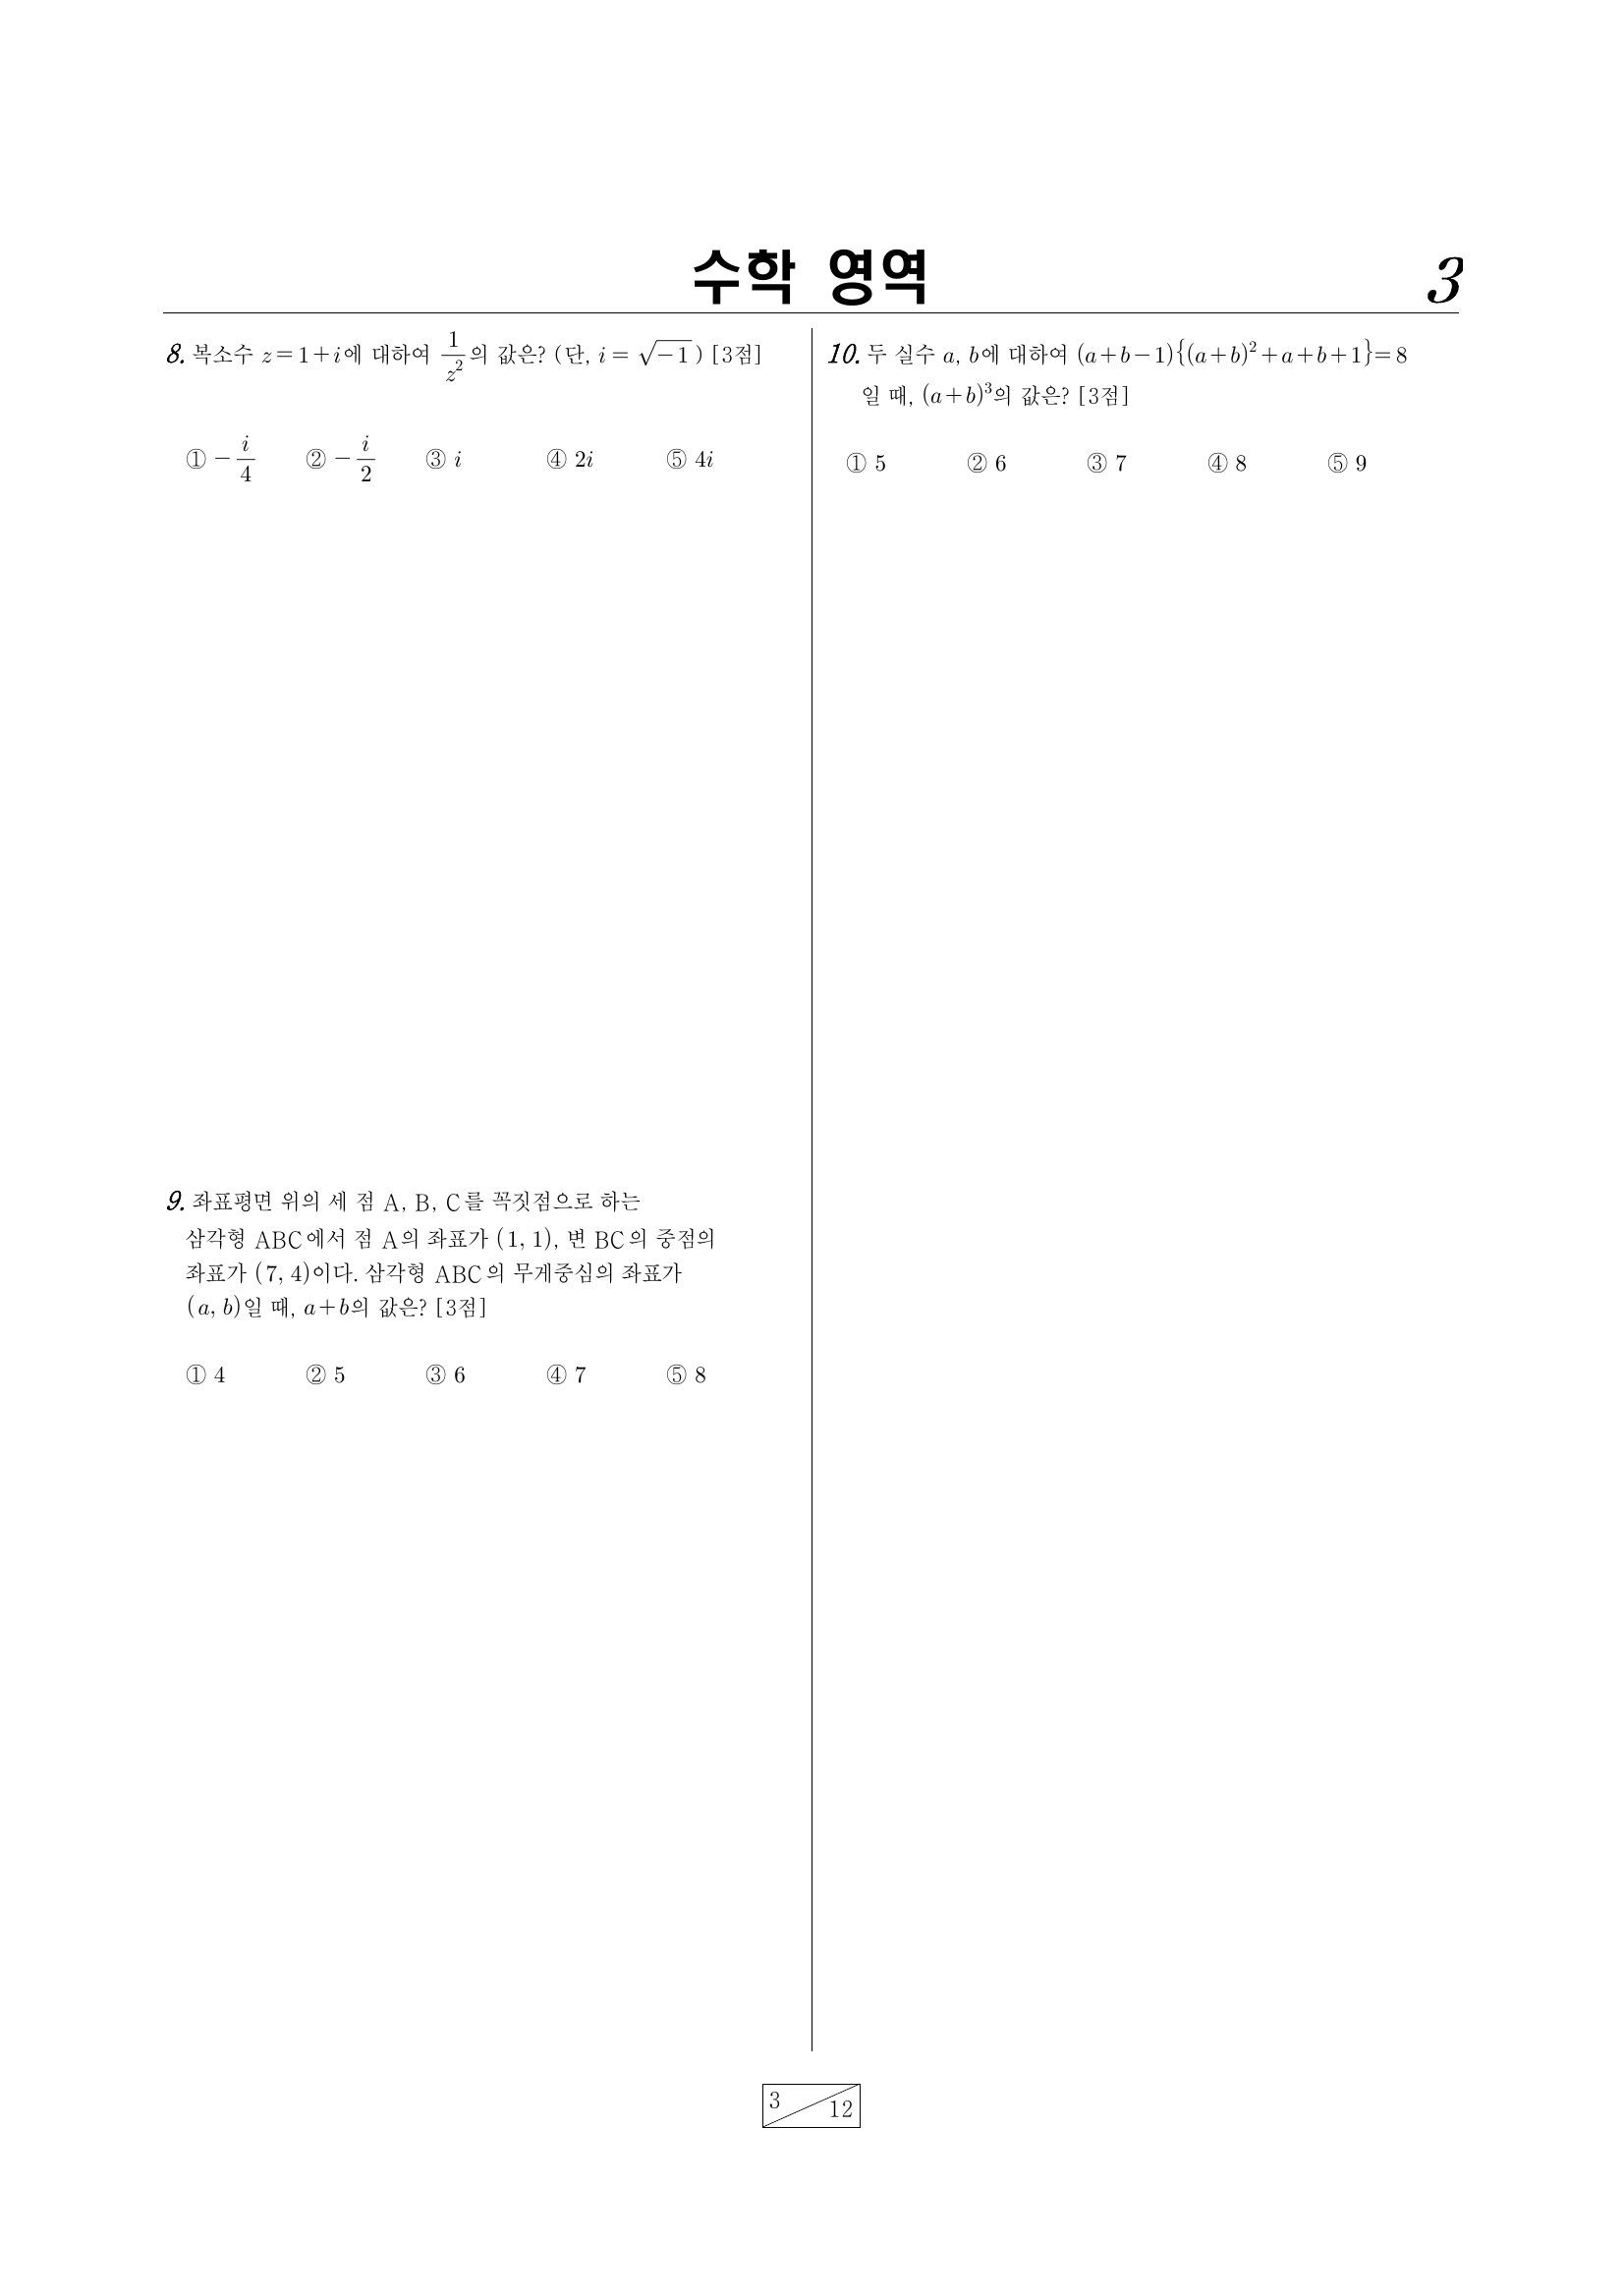 수학 영역
3
8. 복소수 z=1+i에 대하여 1/z²의 값은? (단, i=√-1) [3점]
① -i/4 ② -i/2 ③ i ④ 2i ⑤ 4i
9. 좌표평면 위의 세 점 A, B, C를 꼭짓점으로 하는
삼각형 ABC에서 점 A의 좌표가 (1, 1), 변 BC의 중점의
좌표가 (7, 4)이다. 삼각형 ABC의 무게중심의 좌표가
(a, b)일 때, a+b의 값은? [3점]
① 4 ② 5 ③ 6 ④ 7 ⑤ 8
10. 두 실수 a, b에 대하여 (a+b-1){(a+b)²+a+b+1}=8
일 때, (a+b)³의 값은? [3점]
① 5 ② 6 ③ 7 ④ 8 ⑤ 9
3 12